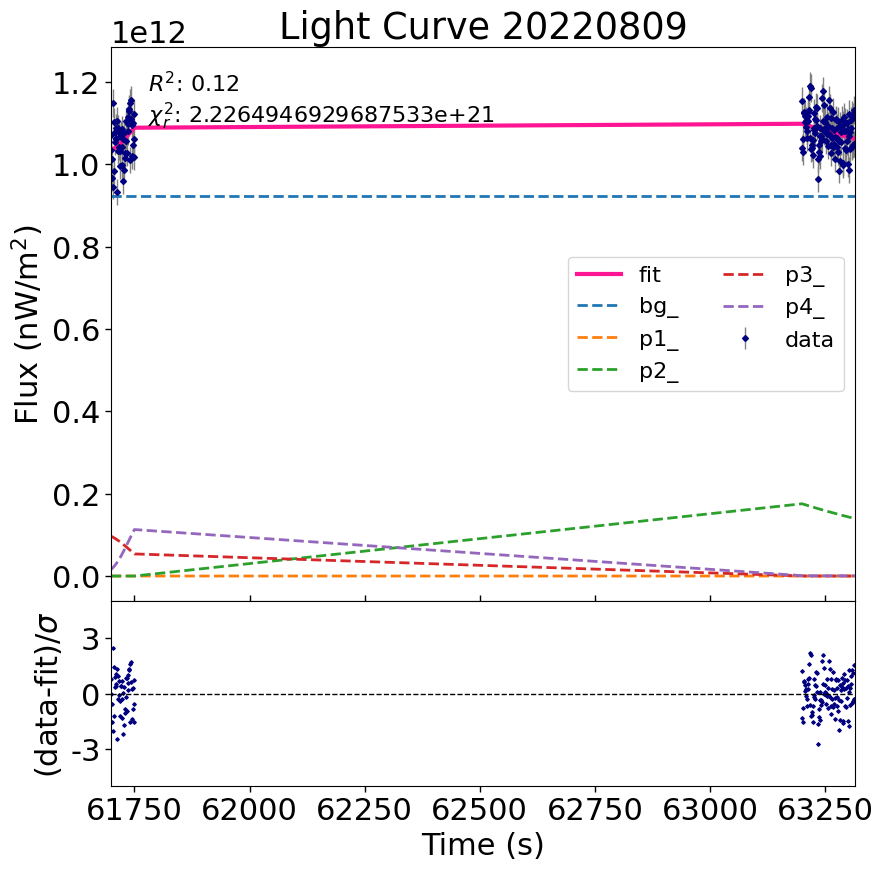 Light Curve 20220809
1e12
R²: 0.12
χ²ᵣ: 2.2264946929687533e+21
Flux (nW/m²)
1.2
1.0
0.8
0.6
0.4
0.2
0.0
fit
bg_
p1_
p2_
p3_
p4_
data
(data-fit)/σ
3
0
-3
61750 62000 62250 62500 62750 63000 63250
Time (s)